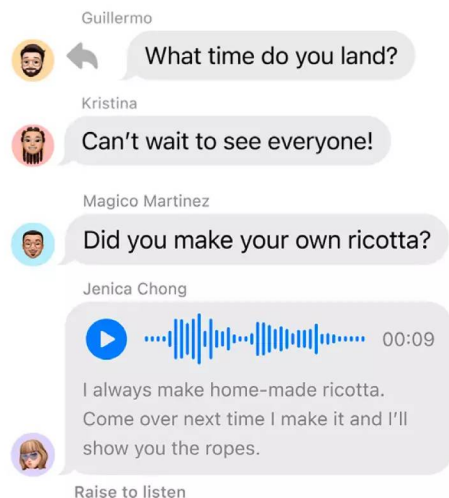 Guillermo
What time do you land?
Kristina
Can't wait to see everyone!
Magico Martinez
Did you make your own ricotta?
Jenica Chong
00:09
I always make home-made ricotta.
Come over next time I make it and I'll
show you the ropes.
Raise to listen